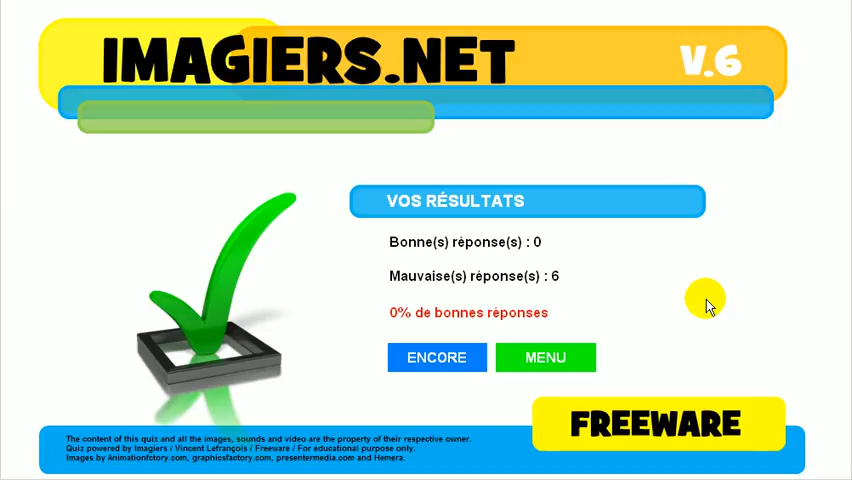 IMAGIERS.NET
V.6
VOS RÉSULTATS
Bonne(s) réponse(s) : 0
Mauvaise(s) réponse(s) : 6
0% de bonnes réponses
ENCORE
MENU
FREEWARE
The content of this quiz and all the images, sounds and video are the property of their respective owner.
Quiz powered by Imagiers / Vincent Lefrançois / Freeware / For educational purpose only.
Images by Animationfctory.com, graphicsfactory.com, presentermedia.com and Hemera.